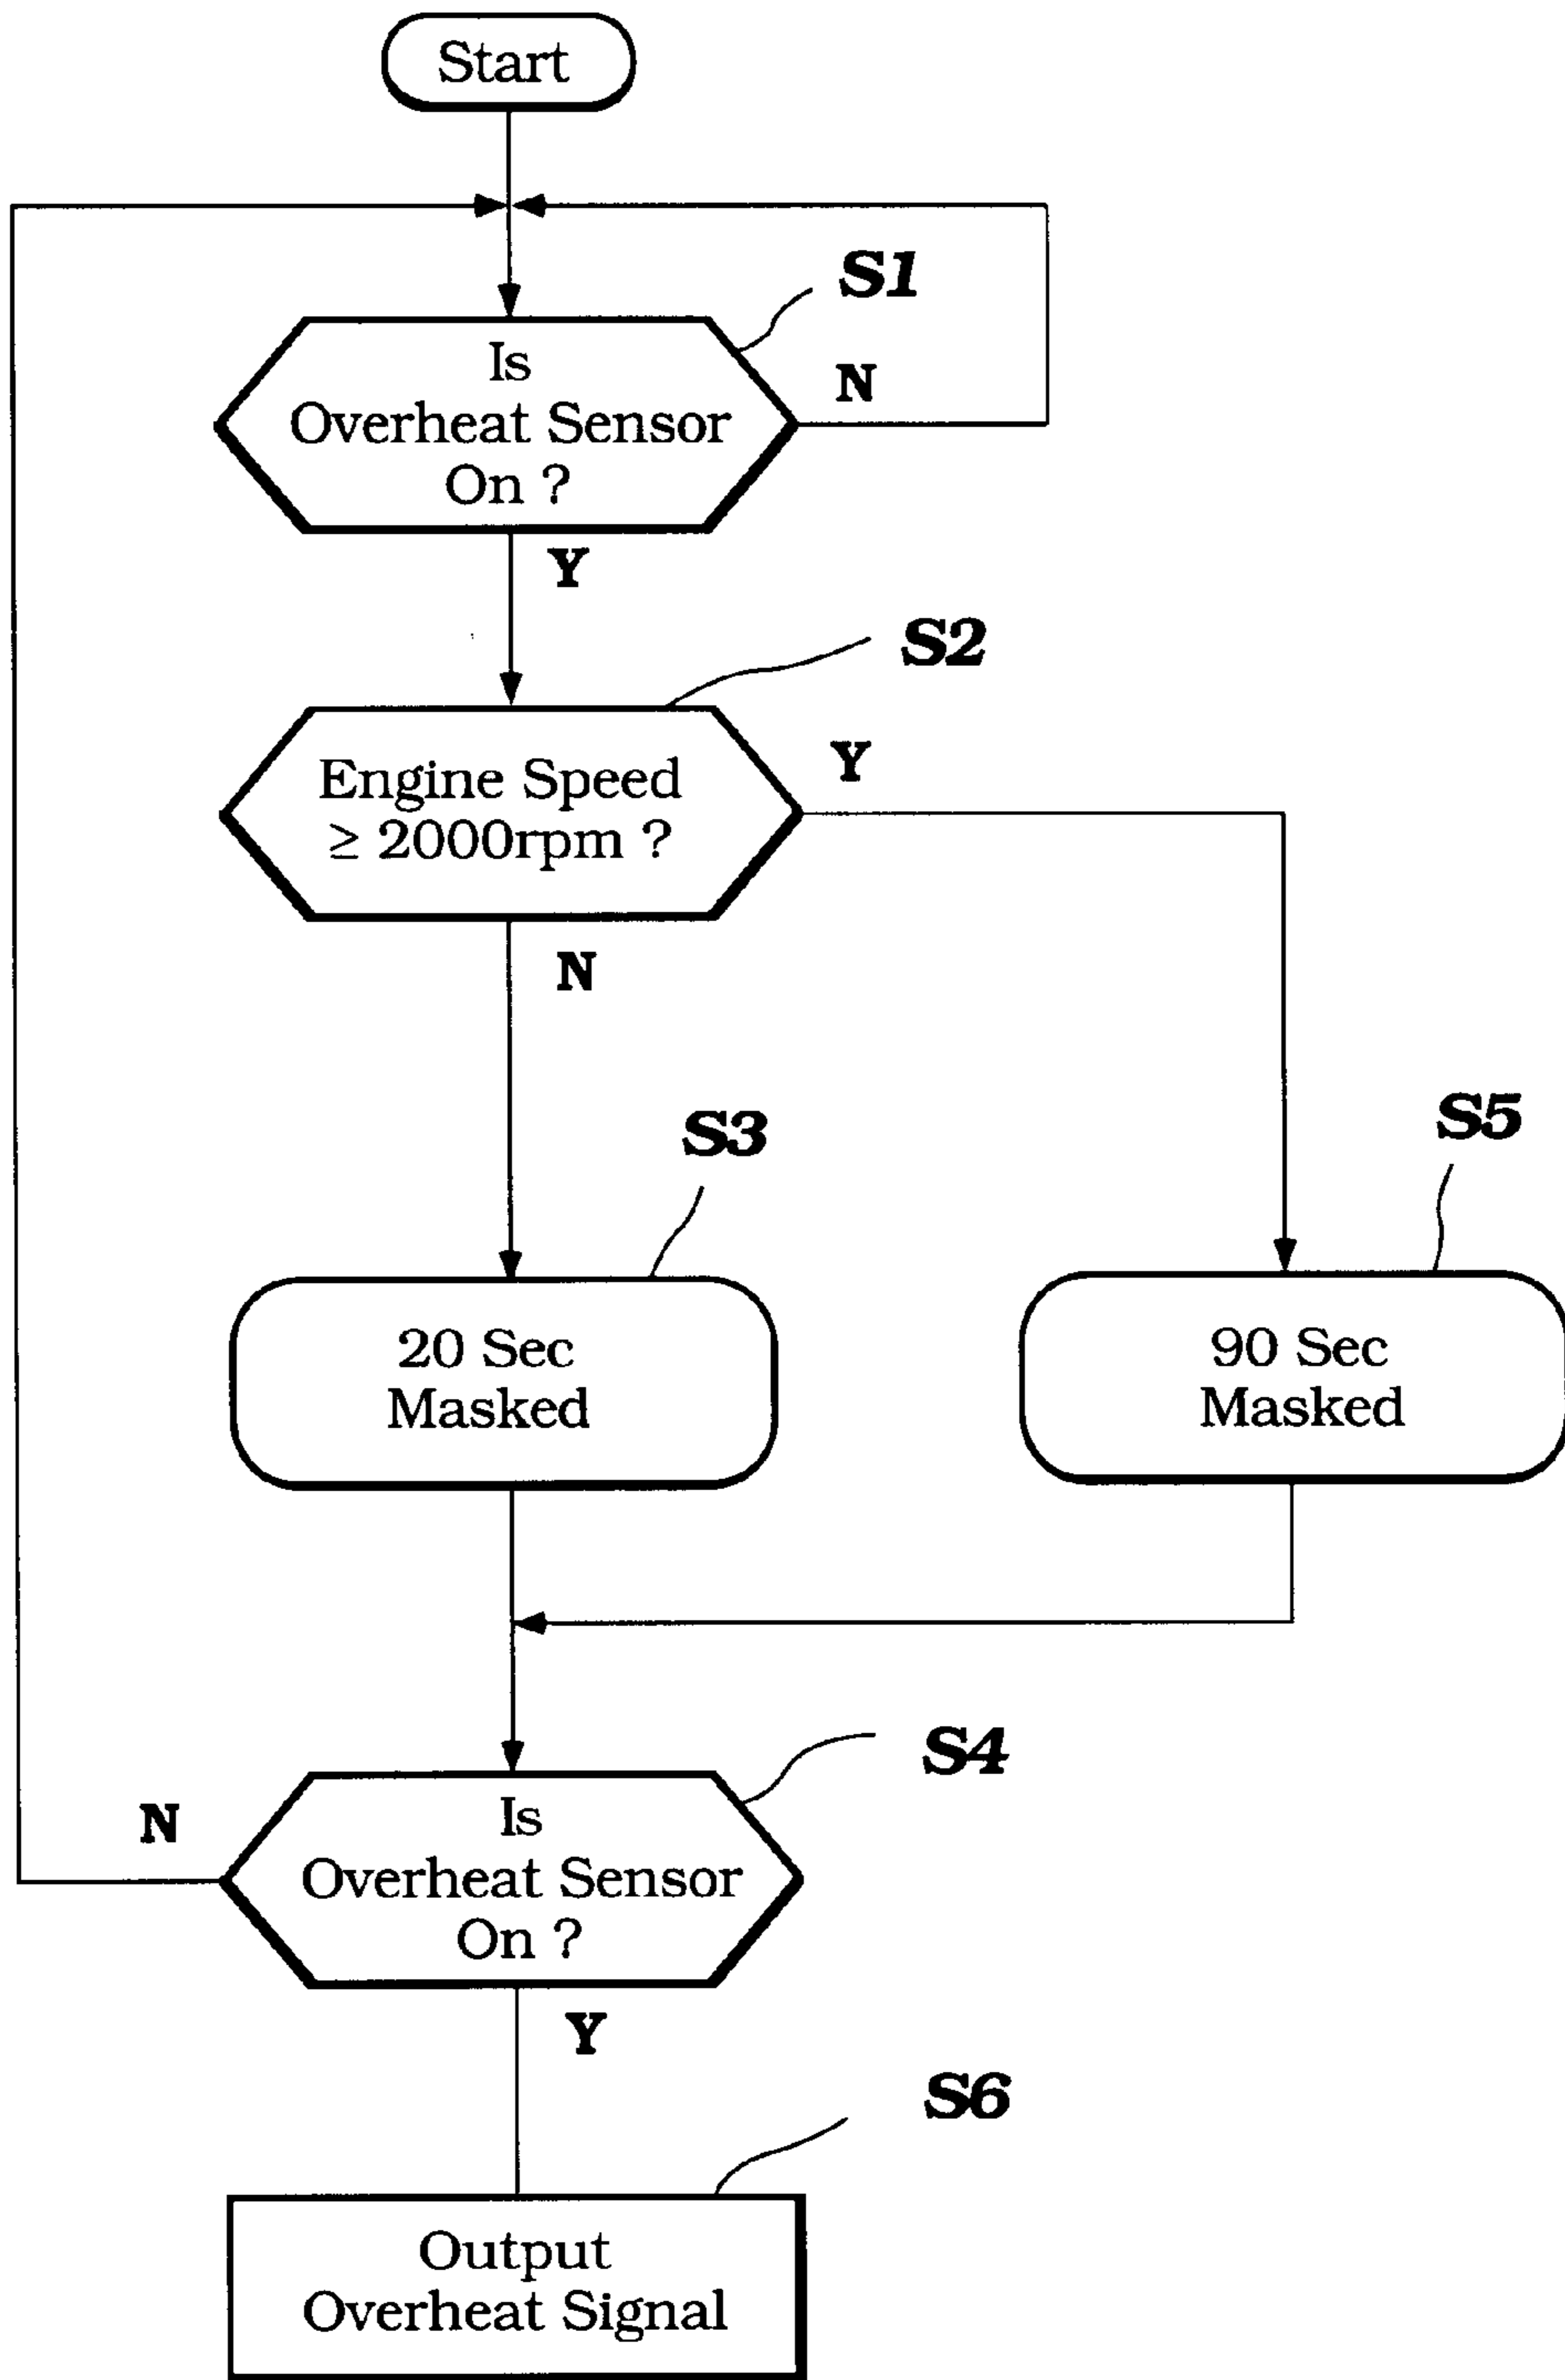 Start
S1
Is
Overheat Sensor
On ?
N
Y
S2
Engine Speed
≥ 2000rpm ?
Y
N
S3
S5
20 Sec
Masked
90 Sec
Masked
S4
N
Is
Overheat Sensor
On ?
Y
S6
Output
Overheat Signal